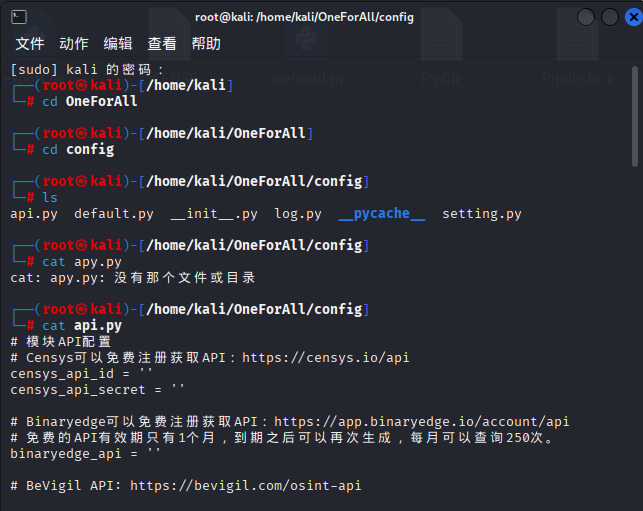 root@kali: /home/kali/OneForAll/config
文件 动作 编辑 查看 帮助
oneforall.py Pipfile Pipfile.lock
[sudo] kali 的密码：
┌──(root㉿kali)-[/home/kali]
└─# cd OneForAll
┌──(root㉿kali)-[/home/kali/OneForAll]
└─# cd config
┌──(root㉿kali)-[/home/kali/OneForAll/config]
└─# ls
api.py default.py __init__.py log.py __pycache__ setting.py
┌──(root㉿kali)-[/home/kali/OneForAll/config]
└─# cat apy.py
cat: apy.py: 没有那个文件或目录
┌──(root㉿kali)-[/home/kali/OneForAll/config]
└─# cat api.py
# 模块API配置
# Censys可以免费注册获取API：https://censys.io/api
censys_api_id = ''
censys_api_secret = ''
# Binaryedge可以免费注册获取API：https://app.binaryedge.io/account/api
# 免费的API有效期只有1个月，到期之后可以再次生成，每月可以查询250次。
binaryedge_api = ''
# BeVigil API: https://bevigil.com/osint-api